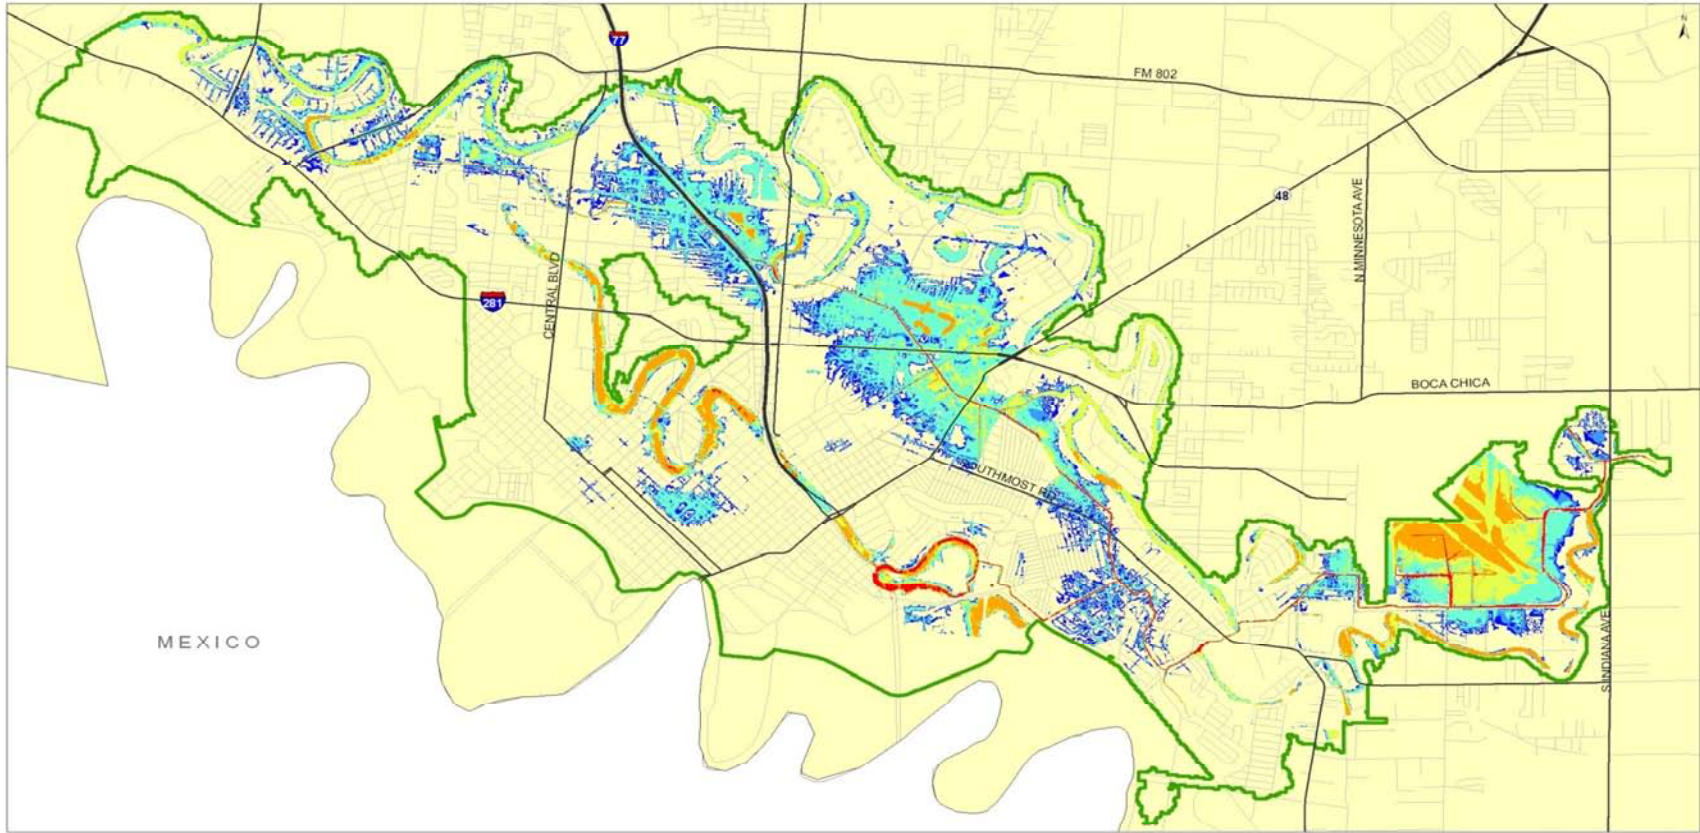 N
77
FM 802
48
N MINNESOTA AVE
CENTRAL BLVD
281
BOCA CHICA
SOUTHMOST RD
MEXICO
S INDIANA AVE